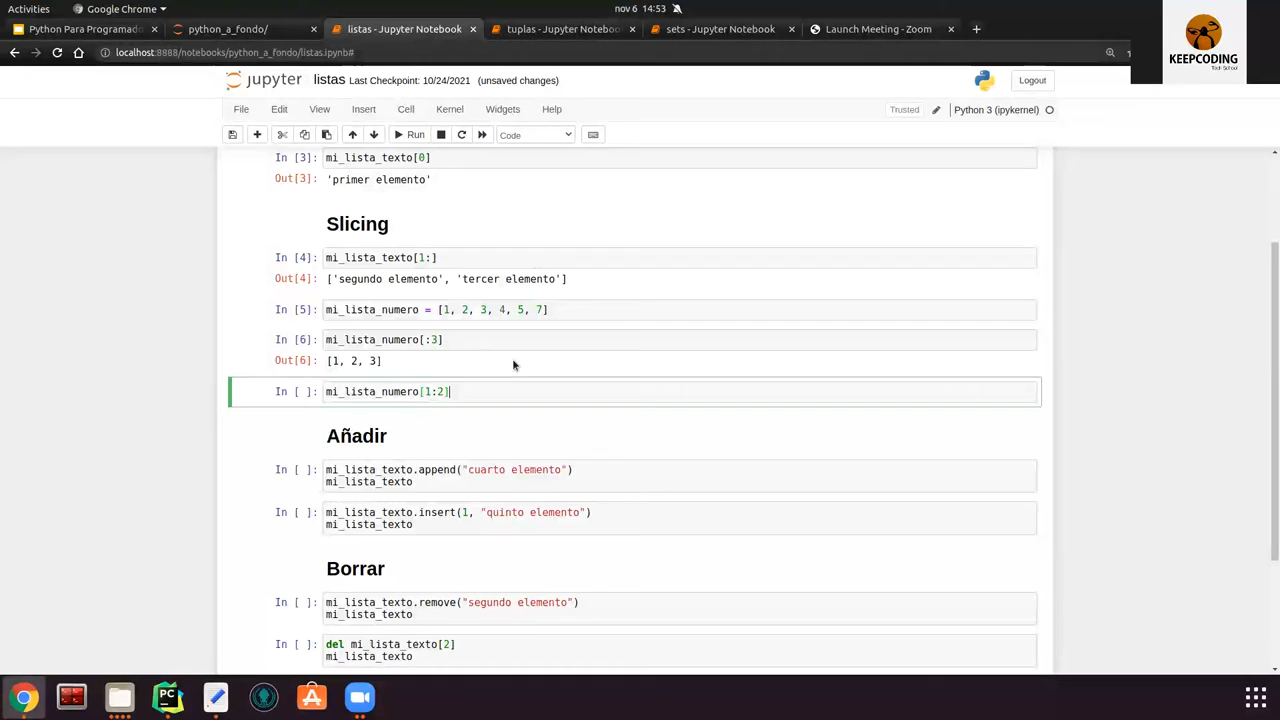 Activities
Google Chrome
nov 6 14:53
Python Para Programado
python_a_fondo/
listas - Jupyter Notebook
tuplas - Jupyter Notebook
sets - Jupyter Notebook
Launch Meeting - Zoom
localhost:8888/notebooks/python_a_fondo/listas.ipynb#
KEEPCODING
Tech School
jupyter listas Last Checkpoint: 10/24/2021 (unsaved changes)
Logout
File Edit View Insert Cell Kernel Widgets Help
Trusted
Python 3 (ipykernel)
Run
Code
In [3]: mi_lista_texto[0]
Out[3]: 'primer elemento'
Slicing
In [4]: mi_lista_texto[1:]
Out[4]: ['segundo elemento', 'tercer elemento']
In [5]: mi_lista_numero = [1, 2, 3, 4, 5, 7]
In [6]: mi_lista_numero[:3]
Out[6]: [1, 2, 3]
In [ ]: mi_lista_numero[1:2]
Añadir
In [ ]: mi_lista_texto.append("cuarto elemento")
mi_lista_texto
In [ ]: mi_lista_texto.insert(1, "quinto elemento")
mi_lista_texto
Borrar
In [ ]: mi_lista_texto.remove("segundo elemento")
mi_lista_texto
In [ ]: del mi_lista_texto[2]
mi_lista_texto
PC